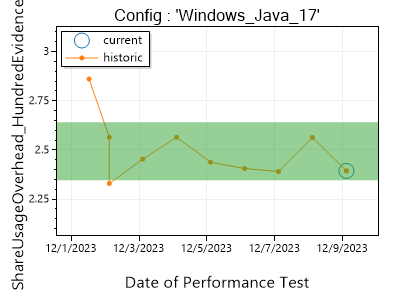 Config : 'Windows_Java_17'
ShareUsageOverhead_HundredEvidence
current
historic
3
2.75
2.5
2.25
12/1/2023 12/3/2023 12/5/2023 12/7/2023 12/9/2023
Date of Performance Test